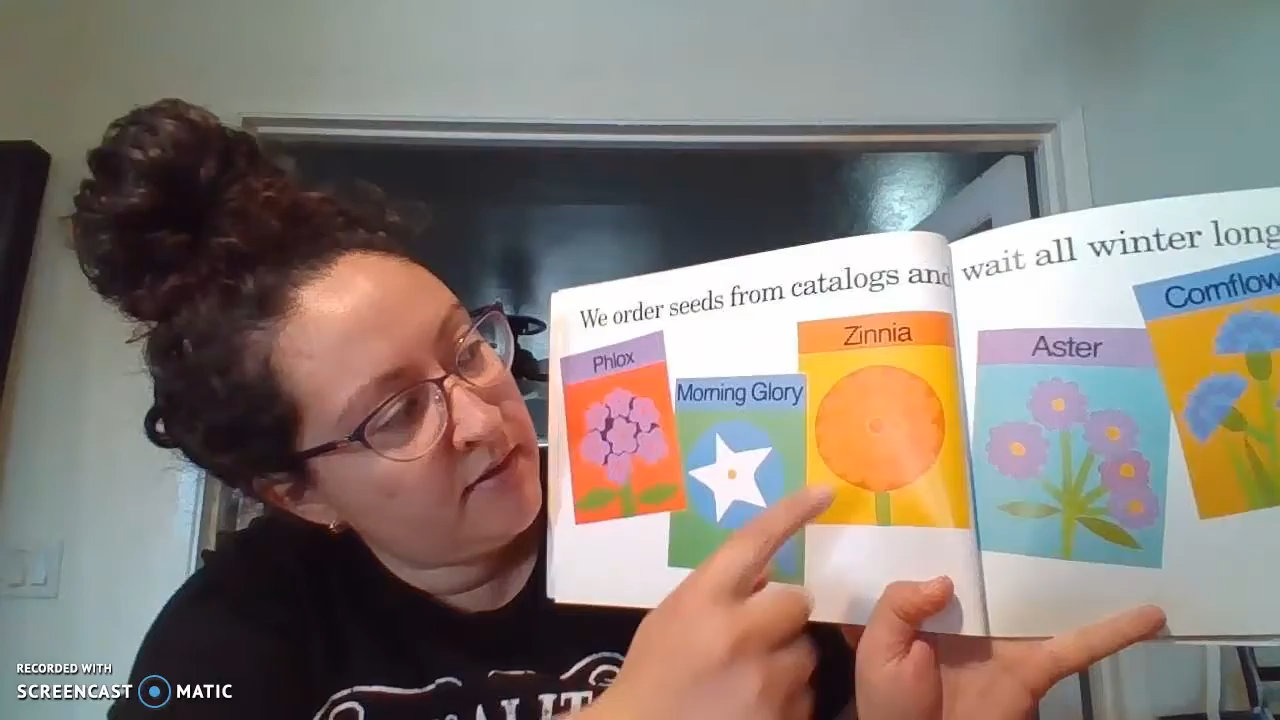 We order seeds from catalogs and wait all winter long
Phlox
Morning Glory
Zinnia
Aster
RECORDED WITH
SCREENCAST MATIC